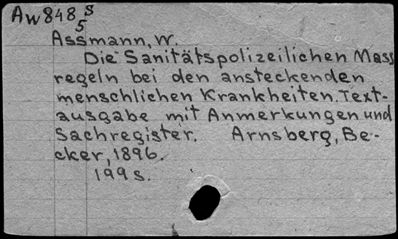 Aw848 S
5
Assmann, W.
Die Sanitätspolizeilichen Mass
regeln bei den ansteckenden
menschlichen Krankheiten. Text-
ausgabe mit Anmerkungen und
Sachregister. Arnsberg, Be-
cker, 1896.
199 S.